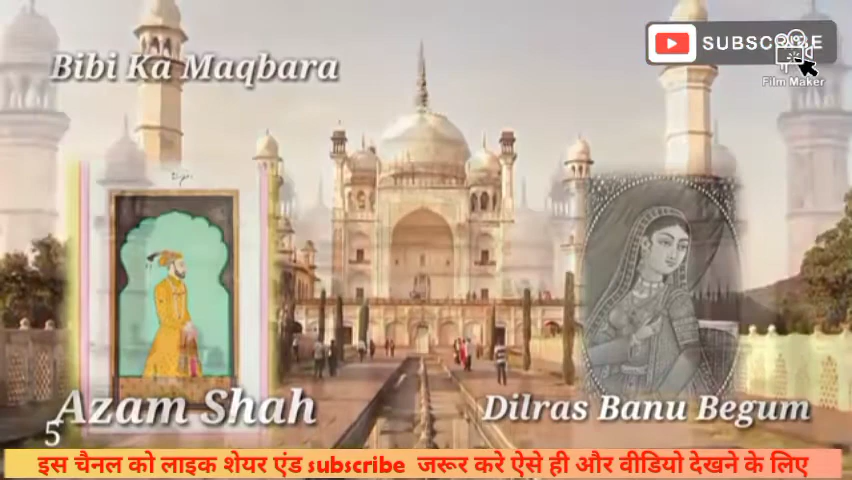 Bibi Ka Maqbara
SUBSCRIBE
Film Maker
Azam Shah
Dilras Banu Begum
5
इस चैनल को लाइक शेयर एंड subscribe जरूर करे ऐसे ही और वीडियो देखने के लिए